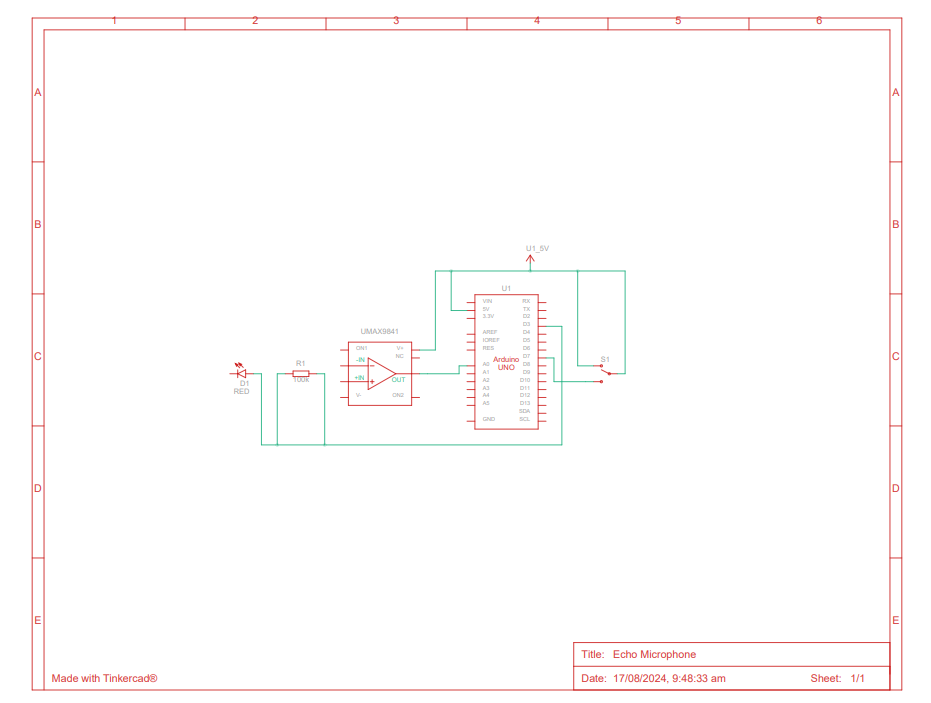 1 2 3 4 5 6
A A
B B
U1_5V
U1
VIN RX
5V TX
3.3V D2
D3
UMAX9841
AREF D4
IOREF D5
ON1 V+
RES D6
NC D7
C C
-IN
Arduino
UNO
S1
R1
A0 D8
A1 D9
+IN OUT
100k
A2 D10
D1
RED
A3 D11
V- ON2
A4 D12
A5 D13
SDA
GND SCL
D D
E E
Title: Echo Microphone
Made with Tinkercad®
Date: 17/08/2024, 9:48:33 am Sheet: 1/1